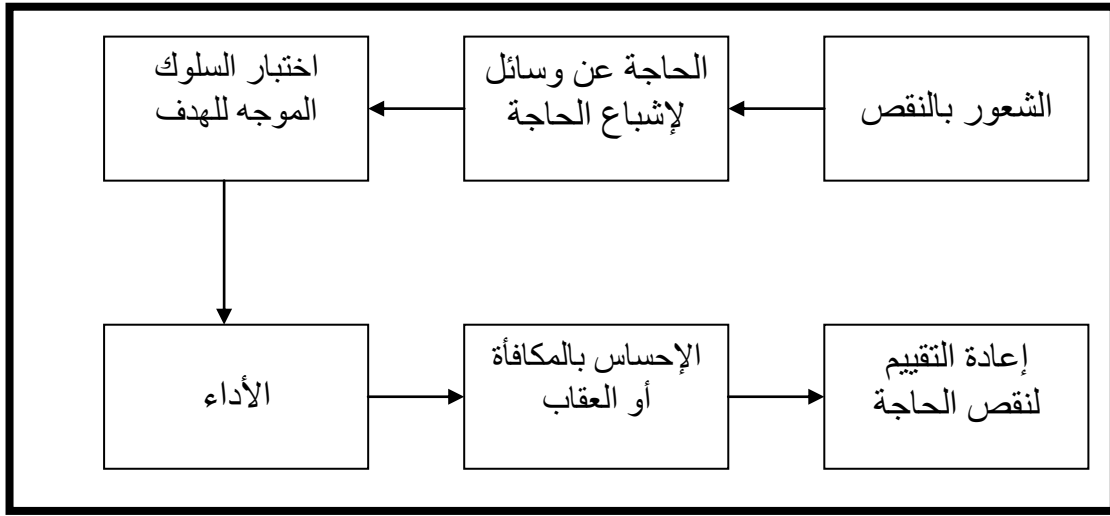 الشعور بالنقص
الحاجة عن وسائل
لإشباع الحاجة
اختبار السلوك
الموجه للهدف
الأداء
الإحساس بالمكافأة
أو العقاب
إعادة التقييم
لنقص الحاجة